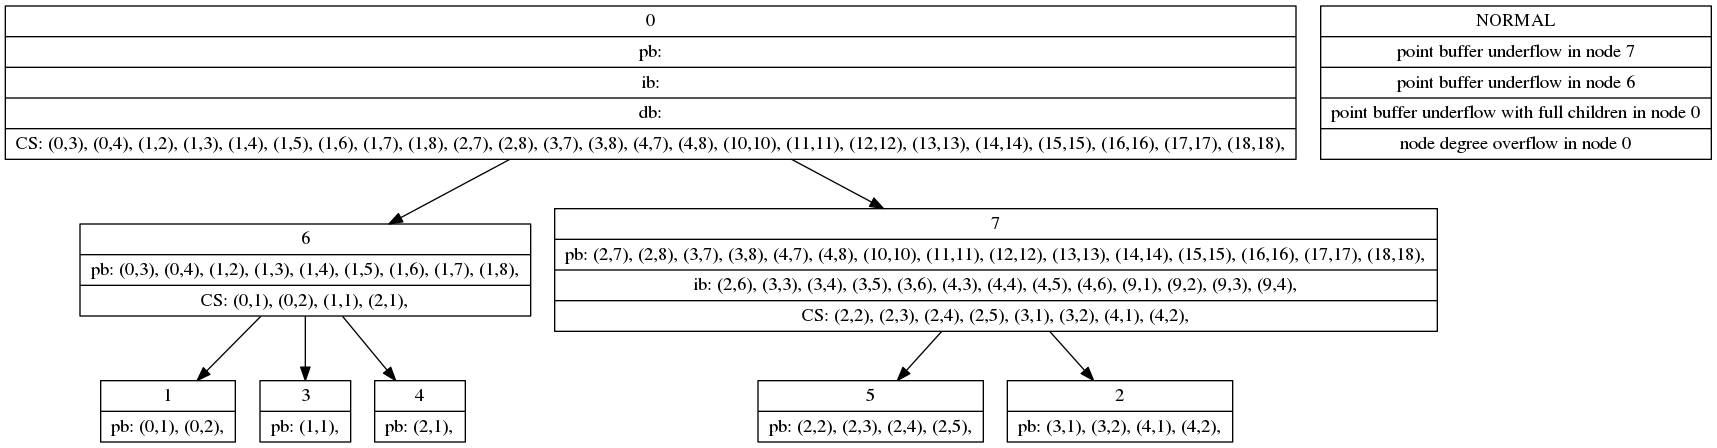 0
pb:
ib:
db:
CS: (0,3), (0,4), (1,2), (1,3), (1,4), (1,5), (1,6), (1,7), (1,8), (2,7), (2,8), (3,7), (3,8), (4,7), (4,8), (10,10), (11,11), (12,12), (13,13), (14,14), (15,15), (16,16), (17,17), (18,18),
NORMAL
point buffer underflow in node 7
point buffer underflow in node 6
point buffer underflow with full children in node 0
node degree overflow in node 0
6
pb: (0,3), (0,4), (1,2), (1,3), (1,4), (1,5), (1,6), (1,7), (1,8),
CS: (0,1), (0,2), (1,1), (2,1),
7
pb: (2,7), (2,8), (3,7), (3,8), (4,7), (4,8), (10,10), (11,11), (12,12), (13,13), (14,14), (15,15), (16,16), (17,17), (18,18),
ib: (2,6), (3,3), (3,4), (3,5), (3,6), (4,3), (4,4), (4,5), (4,6), (9,1), (9,2), (9,3), (9,4),
CS: (2,2), (2,3), (2,4), (2,5), (3,1), (3,2), (4,1), (4,2),
1
pb: (0,1), (0,2),
3
pb: (1,1),
4
pb: (2,1),
5
pb: (2,2), (2,3), (2,4), (2,5),
2
pb: (3,1), (3,2), (4,1), (4,2),